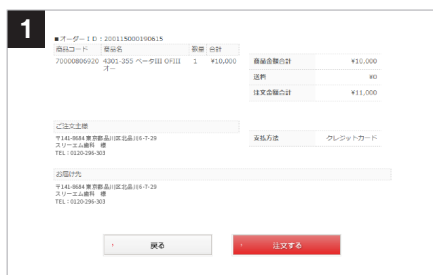 1
■オーダーＩＤ：200115000190615
商品コード 商品名 数量 合計
70000806920 4301-355 ベータIII OFIII 1 ¥10,000
オー
商品金額合計 ¥10,000
送料 ¥0
注文金額合計 ¥11,000
ご注文主様
〒141-8684 東京都品川区北品川6-7-29
スリーエム歯科 様
TEL：0120-296-303
支払方法 クレジットカード
お届け先
〒141-8684 東京都品川区北品川6-7-29
スリーエム歯科 様
TEL：0120-296-303
戻る
注文する